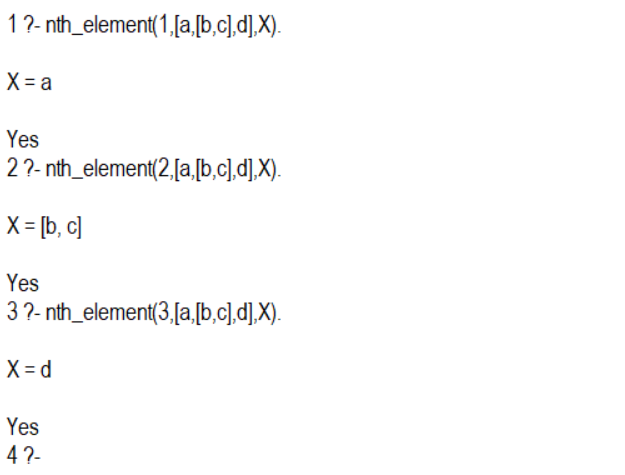 1 ?- nth_element(1,[a,[b,c],d],X).
X = a
Yes
2 ?- nth_element(2,[a,[b,c],d],X).
X = [b, c]
Yes
3 ?- nth_element(3,[a,[b,c],d],X).
X = d
Yes
4 ?-